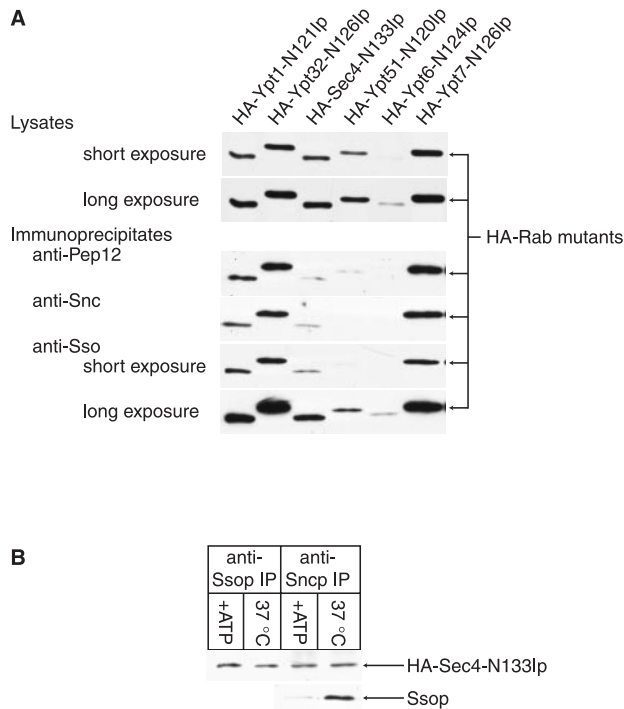 A
HA-Ypt1-N121Ip
HA-Ypt32-N126Ip
HA-Sec4-N133Ip
HA-Ypt51-N120Ip
HA-Ypt6-N124Ip
HA-Ypt7-N126Ip
Lysates
short exposure
long exposure
Immunoprecipitates
HA-Rab mutants
anti-Pep12
anti-Snc
anti-Sso
short exposure
long exposure
B
anti-
Ssop IP
anti-
Sncp IP
+ATP
37 °C
+ATP
37 °C
HA-Sec4-N133Ip
Ssop